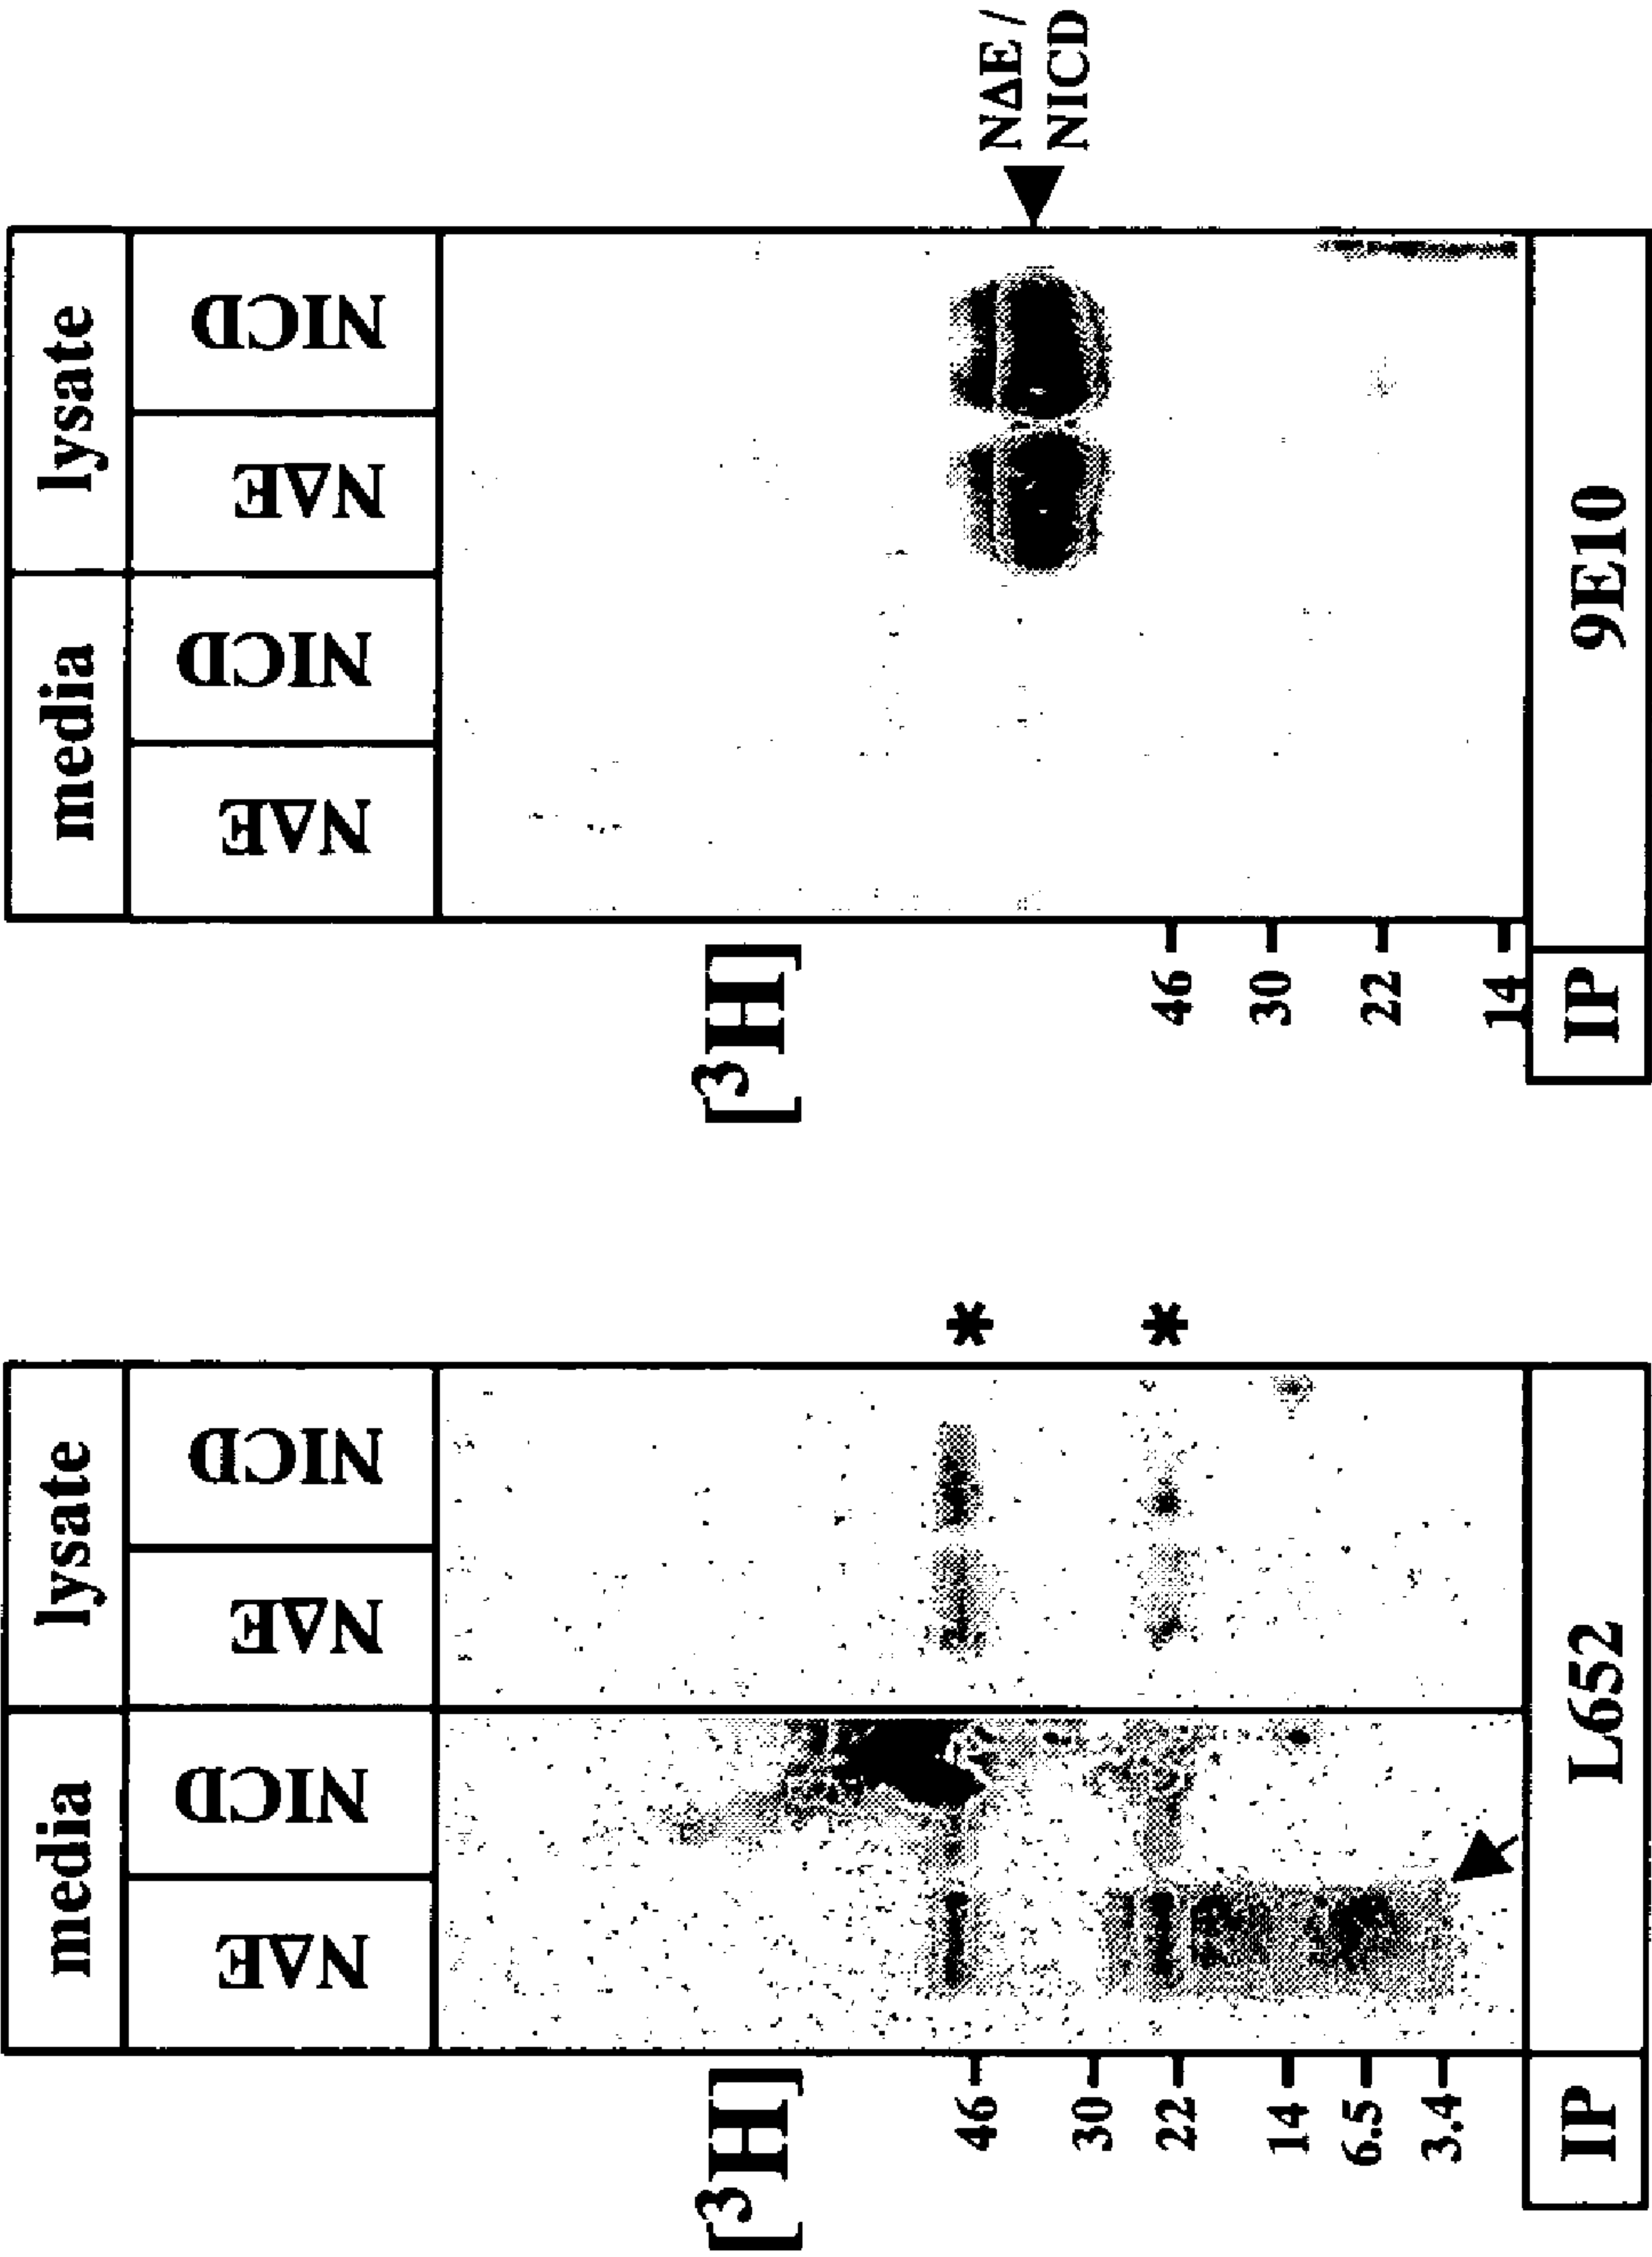 media lysate
NΔE NICD NΔE NICD
[³H]
46 *
30
22 *
14
6.5
3.4
IP L652
media lysate
NΔE NICD NΔE NICD
[³H]
NΔE /
NICD
46
30
22
14
IP 9E10